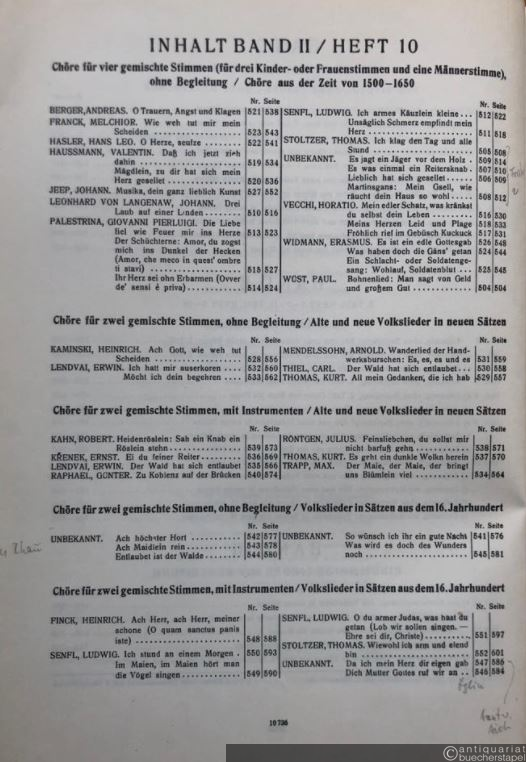 INHALT BAND II / HEFT 10
Chöre für vier gemischte Stimmen (für drei Kinder- oder Frauenstimmen und eine Männerstimme),
ohne Begleitung / Chöre aus der Zeit von 1500—1650
Nr. Seite
BERGER, ANDREAS. O Trauern, Angst und Klagen 521 538
FRANCK, MELCHIOR. Wie weh tut mir mein
Scheiden 523 543
HASLER, HANS LEO. O Herze, seufze 522 541
HAUSSMANN, VALENTIN. Daß ich jetzt zieh
dahin 519 534
Mägdlein, zu dir hat sich mein
Herz gesellet 520 536
JEEP, JOHANN. Musika, dein ganz lieblich Kunst 527 552
LEONHARD VON LANGENAW, JOHANN. Drei
Laub auf einer Linden 510 516
PALESTRINA, GIOVANNI PIERLUIGI. Die Liebe
fiel wie Feuer mir ins Herze 513 523
Der Schüchterne: Amor, du zogst
mich ins Dunkel der Hecken
(Amor, che meco in quest' ombre
ti stavi) 515 527
Ihr Herz sei ohn Erbarmen (Ovver
de' sensi è priva) 514 524
Nr. Seite
SENFL, LUDWIG. Ich armes Käuzlein kleine 512 522
Unsäglich Schmerz empfindt mein
Herz 511 518
STOLTZER, THOMAS. Ich klag den Tag und alle
Stund 505 508
UNBEKANNT. Es jagt ein Jäger vor dem Holz 509 514
Es was einmal ein Reitersknab 507 510
Lieblich hat sich gesellet 506 509
Martinsgans: Mein Gsell, wie
räucht dein Haus so wohl 508 512
VECCHI, HORATIO. Mein edler Schatz, was kränkst
du selbst dein Leben 516 530
Meins Herzen Leid und Plage 518 533
Fröhlich rief im Gebüsch Kuckuck 517 531
WIDMANN, ERASMUS. Es ist ein edle Gottesgab 526 548
Was haben doch die Gäns' getan 524 544
Ein Schlacht- oder Soldatenge-
sang: Wohlauf, Soldatenblut 525 545
WÜST, PAUL. Bohnenlied: Man sagt von Geld
und großem Gut 504 504
Chöre für zwei gemischte Stimmen, ohne Begleitung / Alte und neue Volkslieder in neuen Sätzen
Nr. Seite
KAMINSKI, HEINRICH. Ach Gott, wie weh tut
Scheiden 528 556
LENDVAI, ERWIN. Ich hatt mir auserkoren 532 560
Möcht ich dein begehren 533 562
Nr. Seite
MENDELSSOHN, ARNOLD. Wanderlied der Hand-
werksburschen: Es, es, es und es 531 559
THIEL, CARL. Der Wald hat sich entlaubet 530 558
THOMAS, KURT. All mein Gedanken, die ich hab 529 557
Chöre für zwei gemischte Stimmen, mit Instrumenten / Alte und neue Volkslieder in neuen Sätzen
Nr. Seite
KAHN, ROBERT. Heidenröslein: Sah ein Knab ein
Röslein stehn 539 573
KŘENEK, ERNST. Ei du feiner Reiter 536 569
LENDVAI, ERWIN. Der Wald hat sich entlaubet 535 566
RAPHAEL, GÜNTER. Zu Koblenz auf der Brücken 540 574
Nr. Seite
RÖNTGEN, JULIUS. Feinsliebchen, du sollst mir
nicht barfuß gehn 538 571
THOMAS, KURT. Es geht ein dunkle Wolkn herein 537 570
TRAPP, MAX. Der Maie, der Maie, der bringt
uns Blümlein viel 534 564
Chöre für zwei gemischte Stimmen, ohne Begleitung / Volkslieder in Sätzen aus dem 16. Jahrhundert
Nr. Seite
UNBEKANNT. Ach höchster Hort 542 577
Ach Maidlein rein 543 578
Entlaubet ist der Walde 544 580
Nr. Seite
UNBEKANNT. So wünsch ich ihr ein gute Nacht 541 576
Was wird es doch des Wunders
noch 545 581
Chöre für zwei gemischte Stimmen, mit Instrumenten / Volkslieder in Sätzen aus dem 16. Jahrhundert
Nr. Seite
FINCK, HEINRICH. Ach Herr, ach Herr, meiner
schone (O quam sanctus panis
iste) 548 588
SENFL, LUDWIG. Ich stund an einem Morgen 550 593
Im Maien, im Maien hört man
die Vögel singen 549 590
Nr. Seite
SENFL, LUDWIG. O du armer Judas, was hast du
getan (Lob wir sollen singen. —
Ehre sei dir, Christe) 551 597
STOLTZER, THOMAS. Wiewohl ich arm und elend
bin 552 601
UNBEKANNT. Da ich mein Herz dir eigen gab 547 586
Dich Mutter Gottes ruf wir an 546 584
10736
© antiquariat
buecherstapel